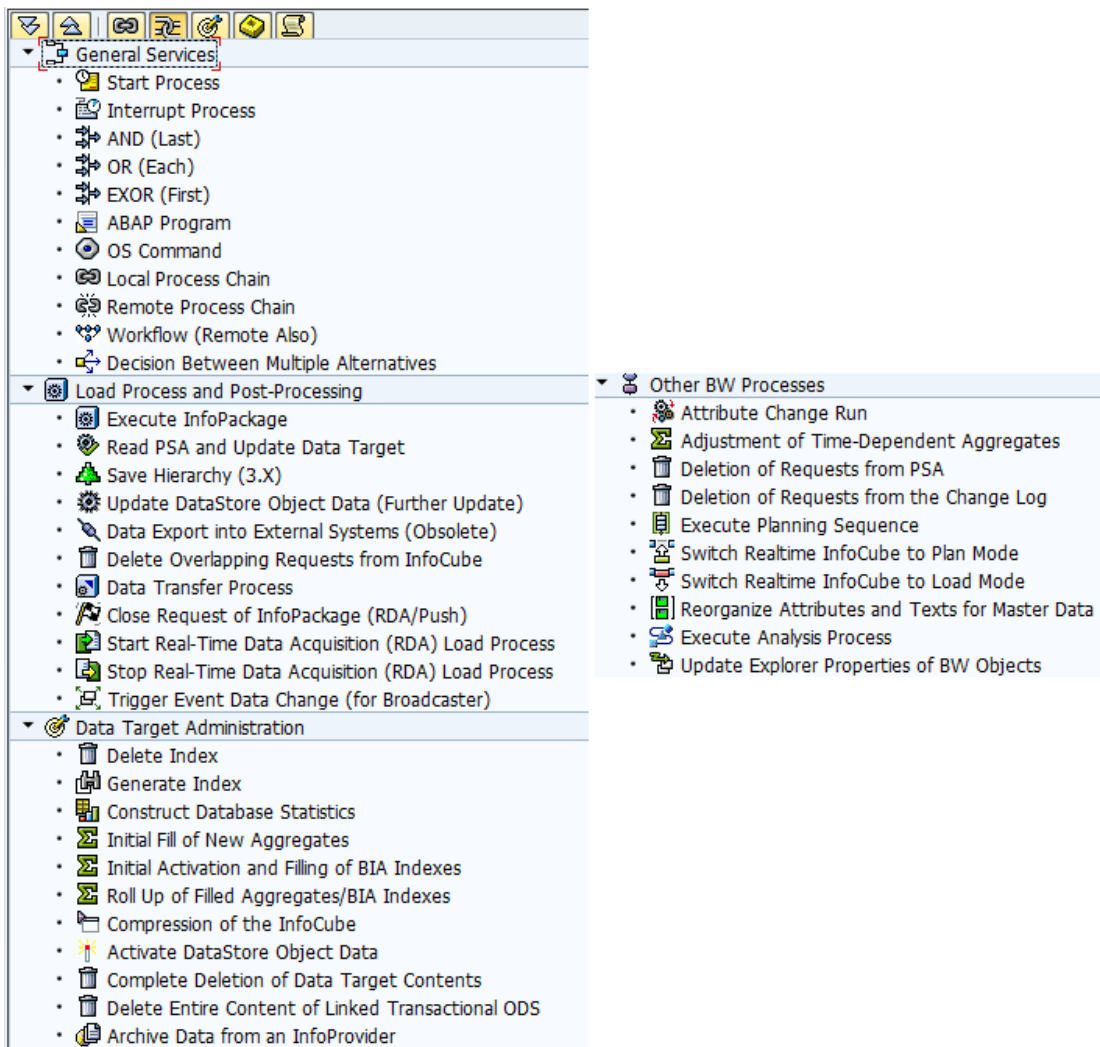 General Services
Start Process
Interrupt Process
AND (Last)
OR (Each)
EXOR (First)
ABAP Program
OS Command
Local Process Chain
Remote Process Chain
Workflow (Remote Also)
Decision Between Multiple Alternatives
Load Process and Post-Processing
Execute InfoPackage
Read PSA and Update Data Target
Save Hierarchy (3.X)
Update DataStore Object Data (Further Update)
Data Export into External Systems (Obsolete)
Delete Overlapping Requests from InfoCube
Data Transfer Process
Close Request of InfoPackage (RDA/Push)
Start Real-Time Data Acquisition (RDA) Load Process
Stop Real-Time Data Acquisition (RDA) Load Process
Trigger Event Data Change (for Broadcaster)
Data Target Administration
Delete Index
Generate Index
Construct Database Statistics
Initial Fill of New Aggregates
Initial Activation and Filling of BIA Indexes
Roll Up of Filled Aggregates/BIA Indexes
Compression of the InfoCube
Activate DataStore Object Data
Complete Deletion of Data Target Contents
Delete Entire Content of Linked Transactional ODS
Archive Data from an InfoProvider
Other BW Processes
Attribute Change Run
Adjustment of Time-Dependent Aggregates
Deletion of Requests from PSA
Deletion of Requests from the Change Log
Execute Planning Sequence
Switch Realtime InfoCube to Plan Mode
Switch Realtime InfoCube to Load Mode
Reorganize Attributes and Texts for Master Data
Execute Analysis Process
Update Explorer Properties of BW Objects